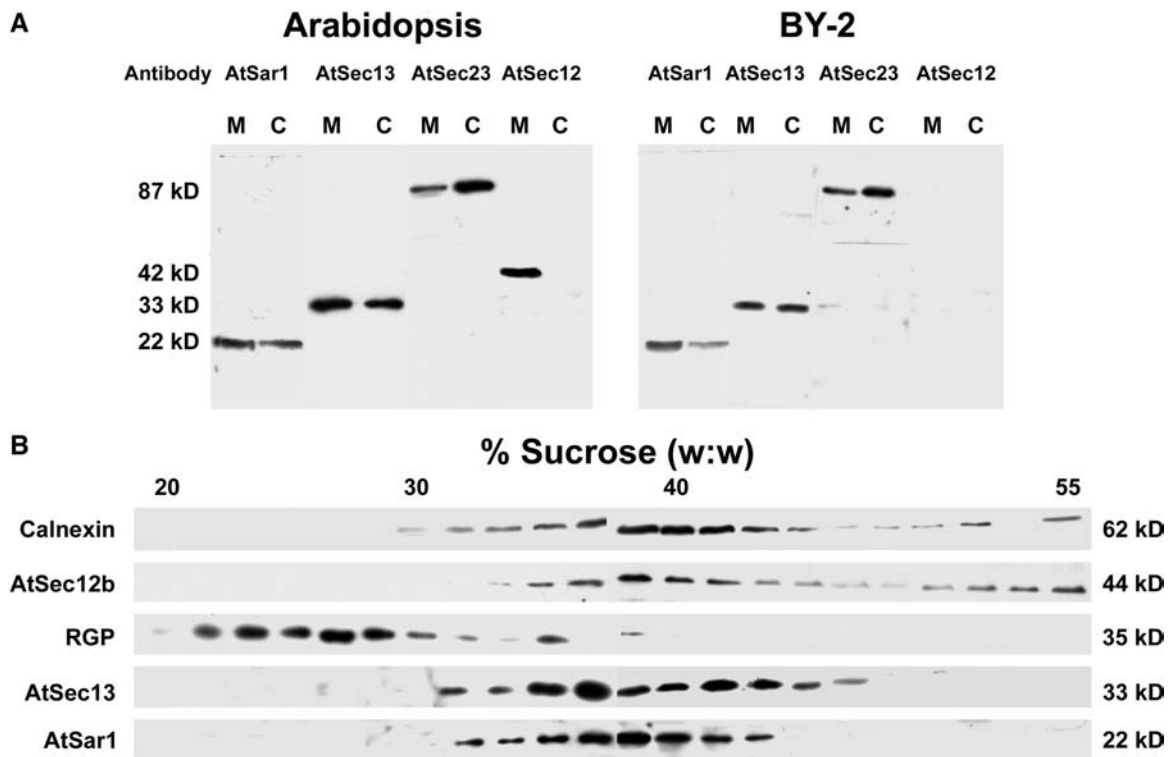 A
Arabidopsis BY-2
Antibody AtSar1 AtSec13 AtSec23 AtSec12 AtSar1 AtSec13 AtSec23 AtSec12
M C M C M C M C M C M C M C M C
87 kD
42 kD
33 kD
22 kD
B
% Sucrose (w:w)
20 30 40 55
Calnexin 62 kD
AtSec12b 44 kD
RGP 35 kD
AtSec13 33 kD
AtSar1 22 kD